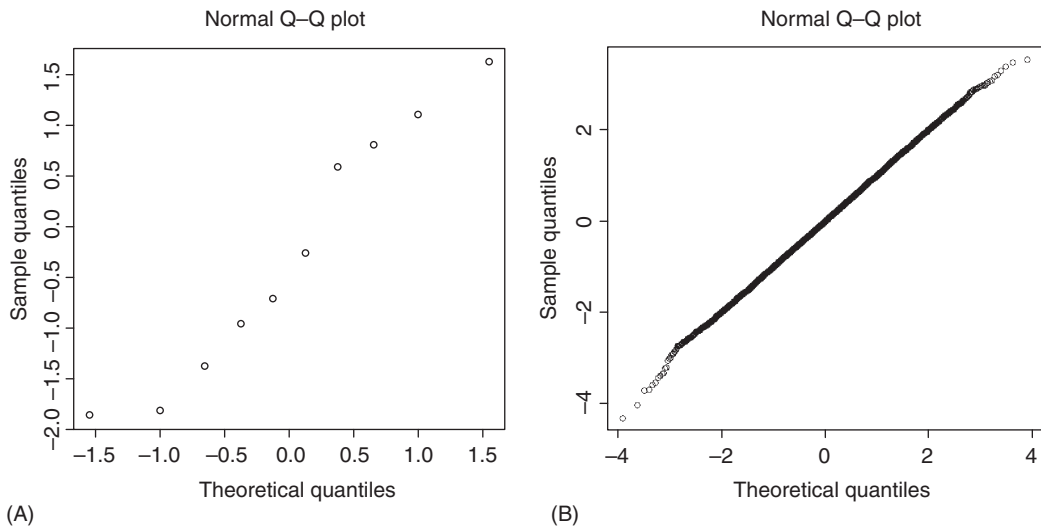 Normal Q–Q plot
Sample quantiles
1.5
1.0
0.5
0.0
–0.5
–1.0
–1.5
–2.0
–1.5 –1.0 –0.5 0.0 0.5 1.0 1.5
Theoretical quantiles
(A)
Normal Q–Q plot
Sample quantiles
2
0
–2
–4
–4 –2 0 2 4
Theoretical quantiles
(B)